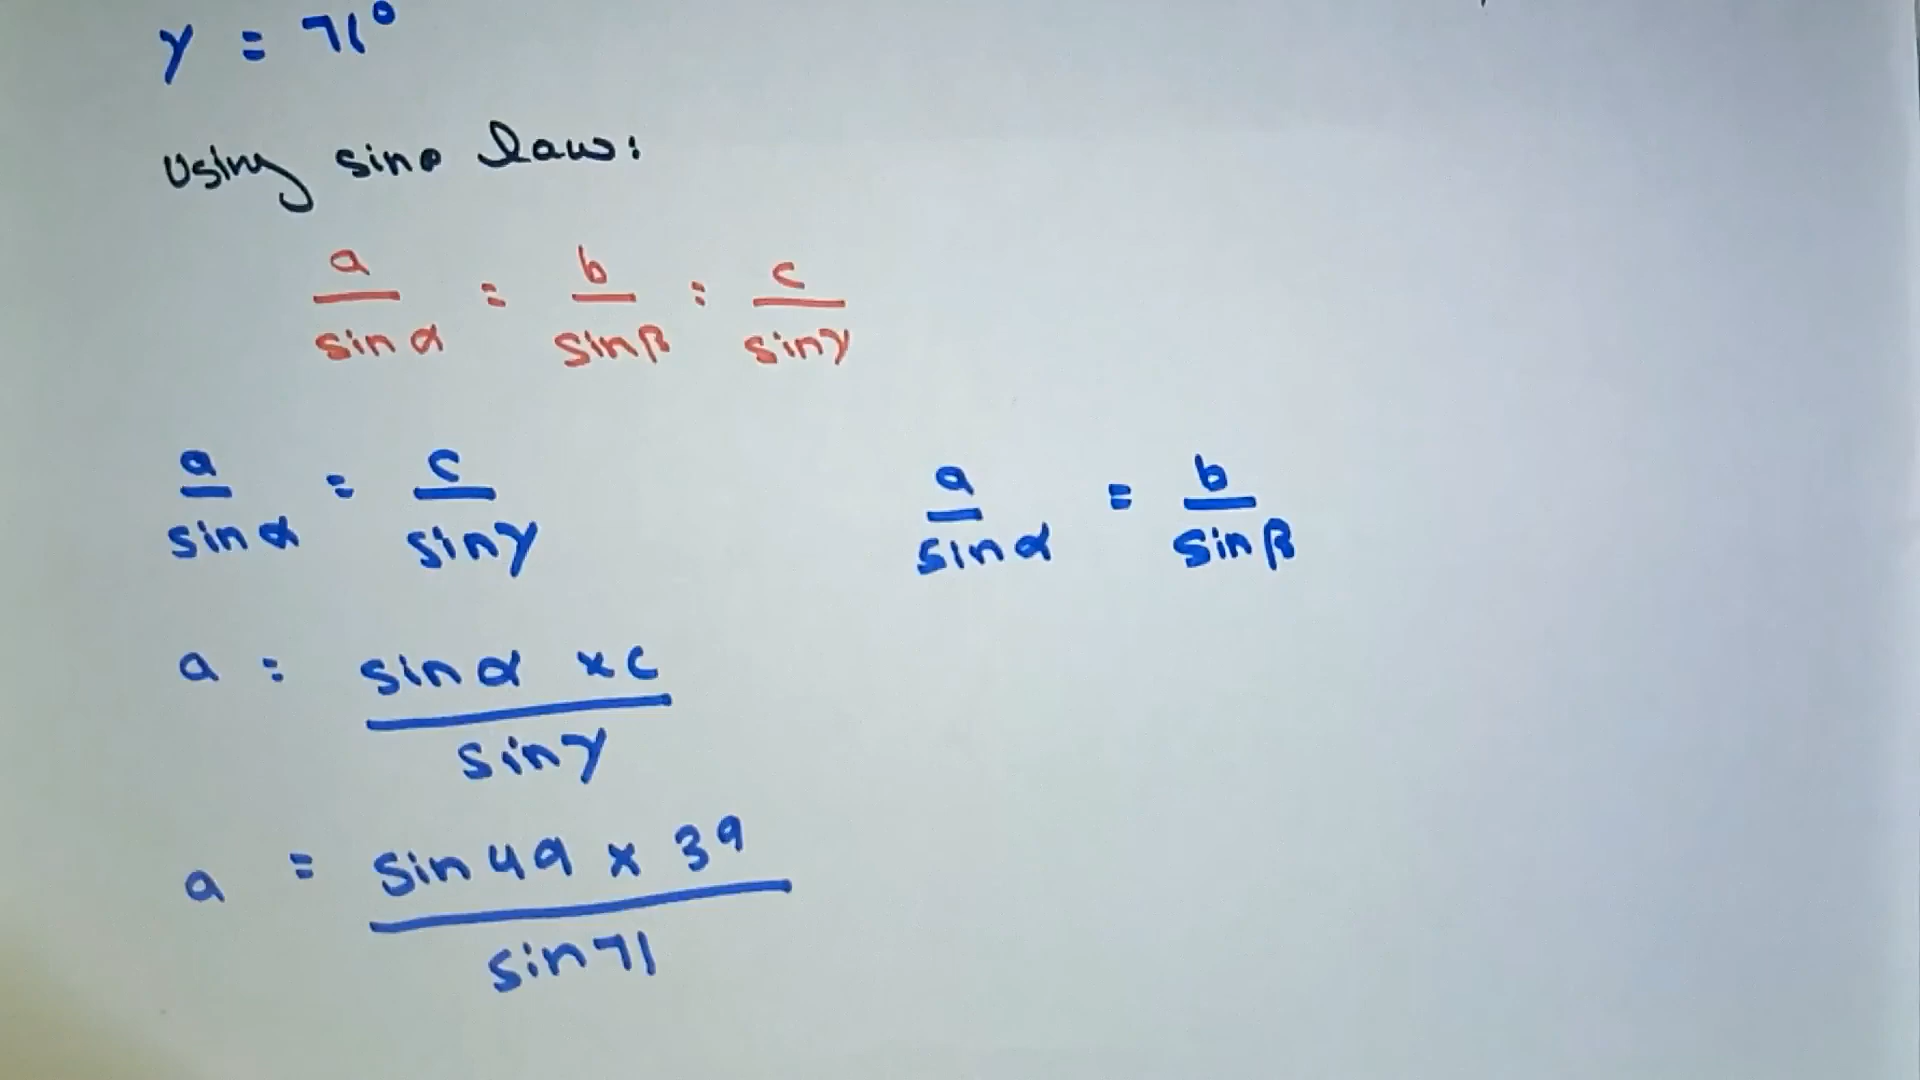 γ = 71°
Using sine law:
a/sin α = b/sin β = c/sin γ
a/sin α = c/sin γ
a/sin α = b/sin β
a = sin α × c / sin γ
a = sin 49 × 39 / sin 71